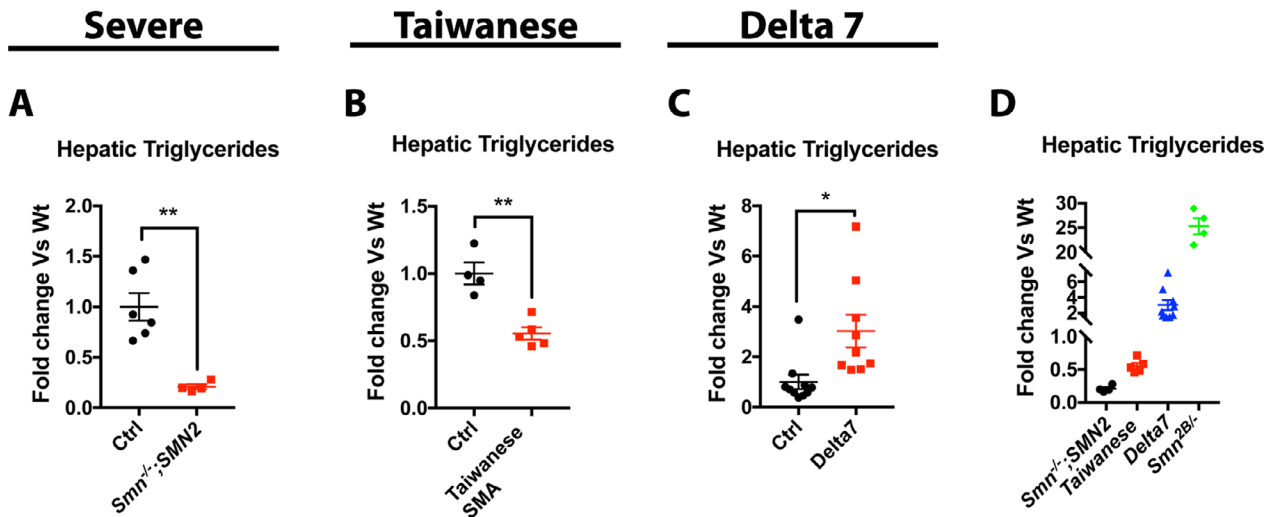 Severe
Taiwanese
Delta 7
A
Hepatic Triglycerides
Fold change Vs Wt
2.0
1.5
1.0
0.5
0.0
**
Ctrl
Smn-/-;SMN2
B
Hepatic Triglycerides
Fold change Vs Wt
1.5
1.0
0.5
0.0
**
Ctrl
Taiwanese
SMA
C
Hepatic Triglycerides
Fold change Vs Wt
8
6
4
2
0
*
Ctrl
Delta7
D
Hepatic Triglycerides
Fold change Vs Wt
30
25
20
6
4
2
1.0
0.5
0.0
Smn-/-;SMN2
Taiwanese
Delta7
Smn2B/-